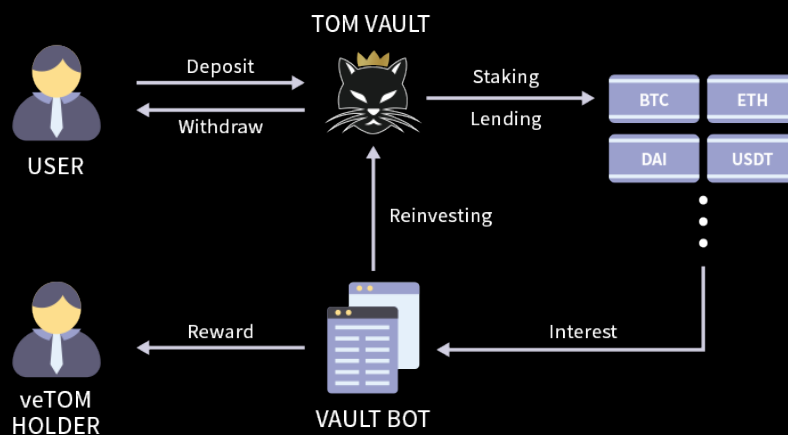 TOM VAULT
Deposit
Withdraw
USER
Staking
Lending
BTC
ETH
DAI
USDT
Reinvesting
Reward
Interest
veTOM
HOLDER
VAULT BOT